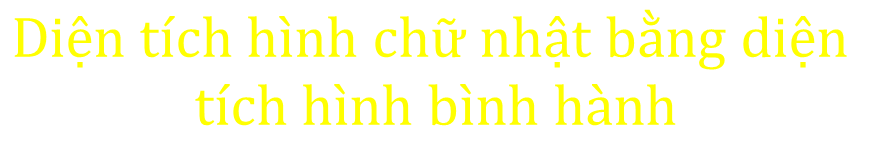 Diện tích hình chữ nhật bằng diện
tích hình bình hành